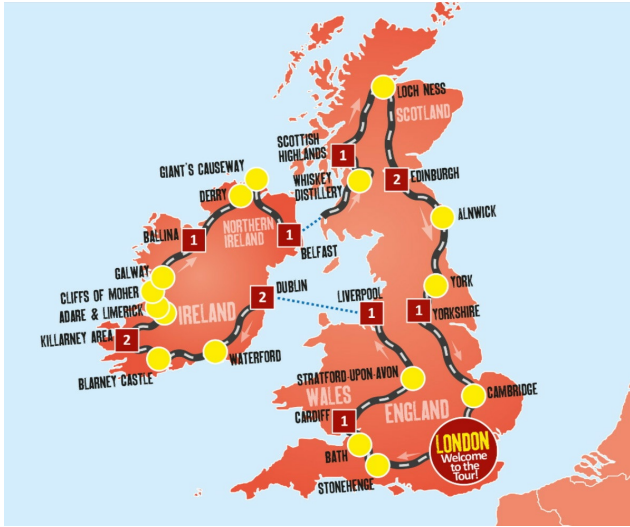 LOCH NESS
SCOTLAND
SCOTTISH
HIGHLANDS
1
GIANT'S CAUSEWAY
WHISKEY
DISTILLERY
2
EDINBURGH
DERRY
ALNWICK
NORTHERN
IRELAND
BALLINA
1
1
BELFAST
GALWAY
CLIFFS OF MOHER
ADARE & LIMERICK
IRELAND
DUBLIN
2
YORK
LIVERPOOL
1
1
YORKSHIRE
KILLARNEY AREA
2
WATERFORD
BLARNEY CASTLE
STRATFORD-UPON-AVON
WALES
ENGLAND
CAMBRIDGE
CARDIFF
1
LONDON
Welcome
to the
Tour!
BATH
STONEHENGE